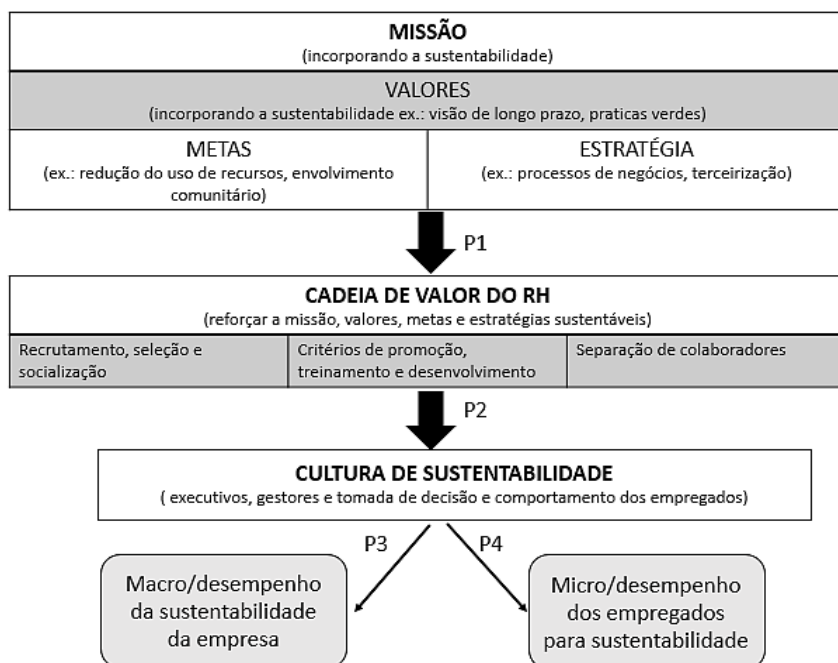 MISSÃO
(incorporando a sustentabilidade)
VALORES
(incorporando a sustentabilidade ex.: visão de longo prazo, praticas verdes)
METAS
(ex.: redução do uso de recursos, envolvimento
comunitário)
ESTRATÉGIA
(ex.: processos de negócios, terceirização)
P1
CADEIA DE VALOR DO RH
(reforçar a missão, valores, metas e estratégias sustentáveis)
Recrutamento, seleção e
socialização
Critérios de promoção,
treinamento e desenvolvimento
Separação de colaboradores
P2
CULTURA DE SUSTENTABILIDADE
( executivos, gestores e tomada de decisão e comportamento dos empregados)
P3
P4
Macro/desempenho
da sustentabilidade
da empresa
Micro/desempenho
dos empregados
para sustentabilidade